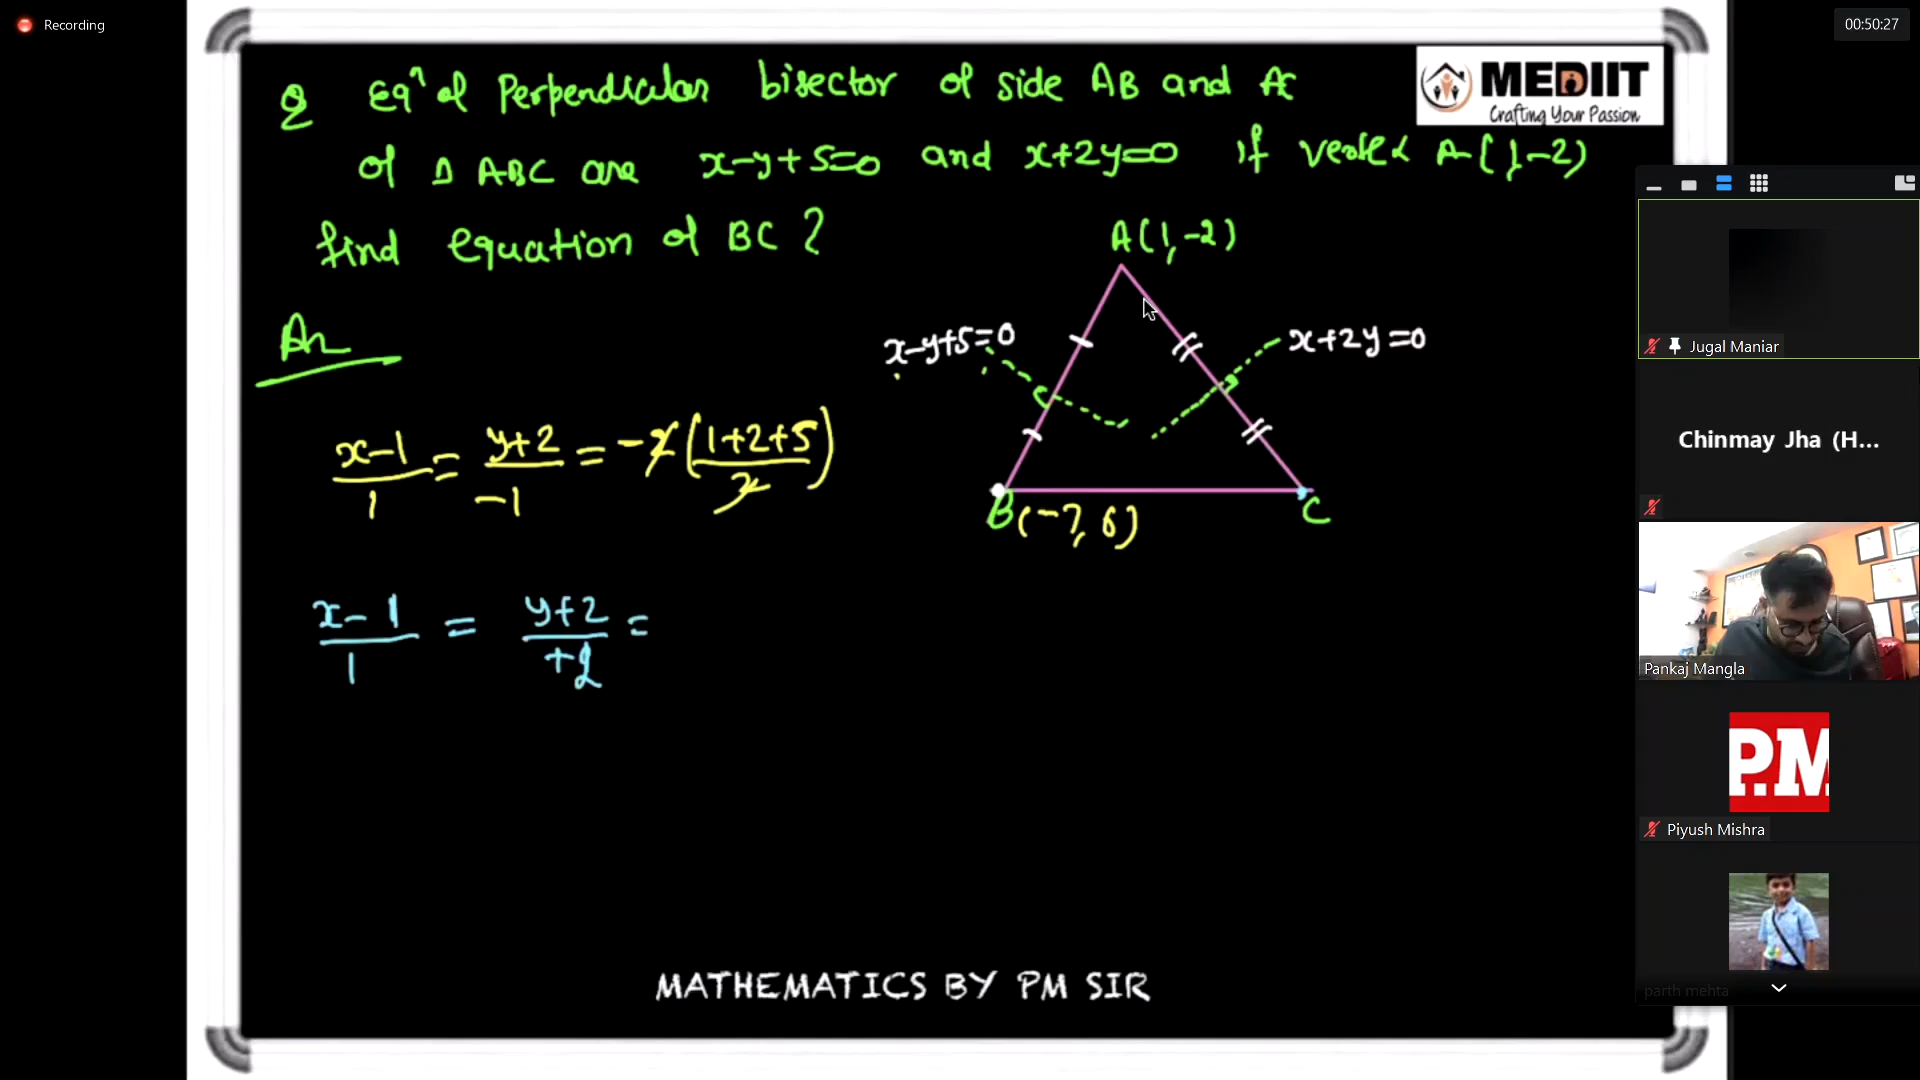 Recording
00:50:27
MEDIIT
Crafting Your Passion
Q Eqⁿ of Perpendicular bisector of side AB and AC
of Δ ABC are x-y+5=0 and x+2y=0 if vertex A(1,-2)
find equation of BC ?
A(1,-2)
An
x-y+5=0
x+2y=0
(x-1)/1 = (y+2)/-1 = -2((1+2+5)/2)
B(-7,6)
C
(x-1)/1 = (y+2)/+2 =
MATHEMATICS BY PM SIR
Jugal Maniar
Chinmay Jha (H...
Pankaj Mangla
P.M
Piyush Mishra
parth mehta